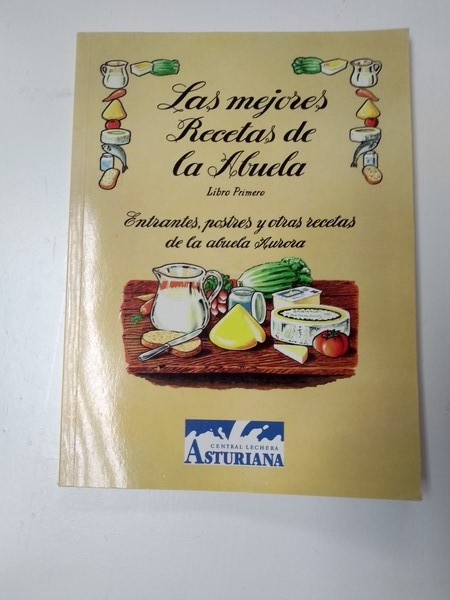 Las mejores
Recetas de
la Abuela
Libro Primero
Entrantes, postres y otras recetas
de la abuela Aurora
CENTRAL LECHERA
ASTURIANA